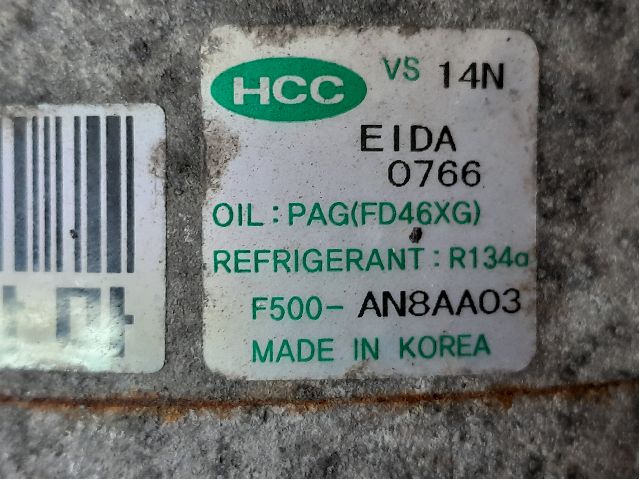 HCC VS 14N
EIDA
0766
OIL : PAG(FD46XG)
REFRIGERANT : R134a
F500- AN8AA03
MADE IN KOREA